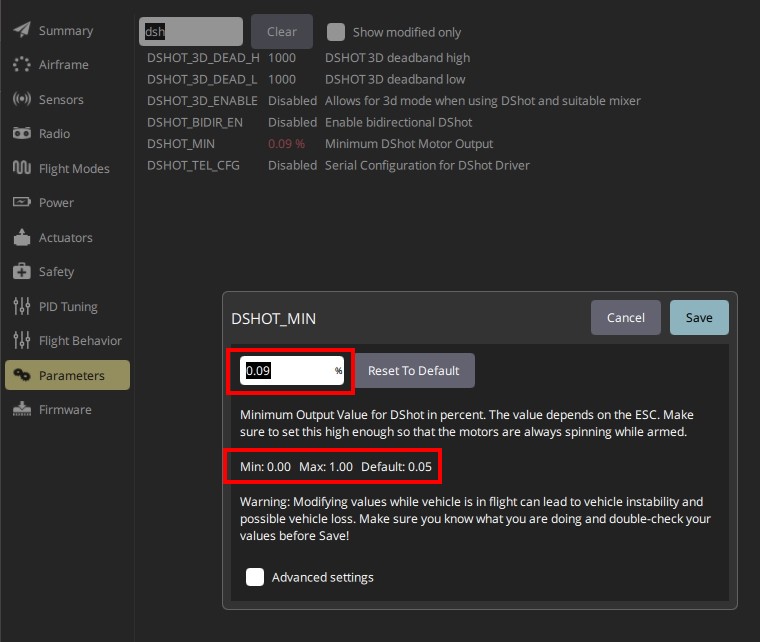 Summary
Airframe
Sensors
Radio
Flight Modes
Power
Actuators
Safety
PID Tuning
Flight Behavior
Parameters
Firmware
dsh Clear Show modified only
DSHOT_3D_DEAD_H 1000 DSHOT 3D deadband high
DSHOT_3D_DEAD_L 1000 DSHOT 3D deadband low
DSHOT_3D_ENABLE Disabled Allows for 3d mode when using DShot and suitable mixer
DSHOT_BIDIR_EN Disabled Enable bidirectional DShot
DSHOT_MIN 0.09 % Minimum DShot Motor Output
DSHOT_TEL_CFG Disabled Serial Configuration for DShot Driver
DSHOT_MIN Cancel Save
0.09 % Reset To Default
Minimum Output Value for DShot in percent. The value depends on the ESC. Make
sure to set this high enough so that the motors are always spinning while armed.
Min: 0.00 Max: 1.00 Default: 0.05
Warning: Modifying values while vehicle is in flight can lead to vehicle instability and
possible vehicle loss. Make sure you know what you are doing and double-check your
values before Save!
Advanced settings